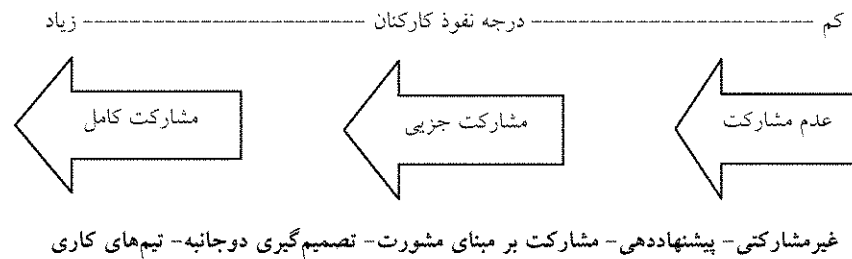 کم ---------------- درجه نفوذ کارکنان ---------------- زیاد
عدم مشارکت
مشارکت جزیی
مشارکت کامل
غیرمشارکتی- پیشنهاددهی- مشارکت بر مبنای مشورت- تصمیم‌گیری دوجانبه- تیم‌های کاری